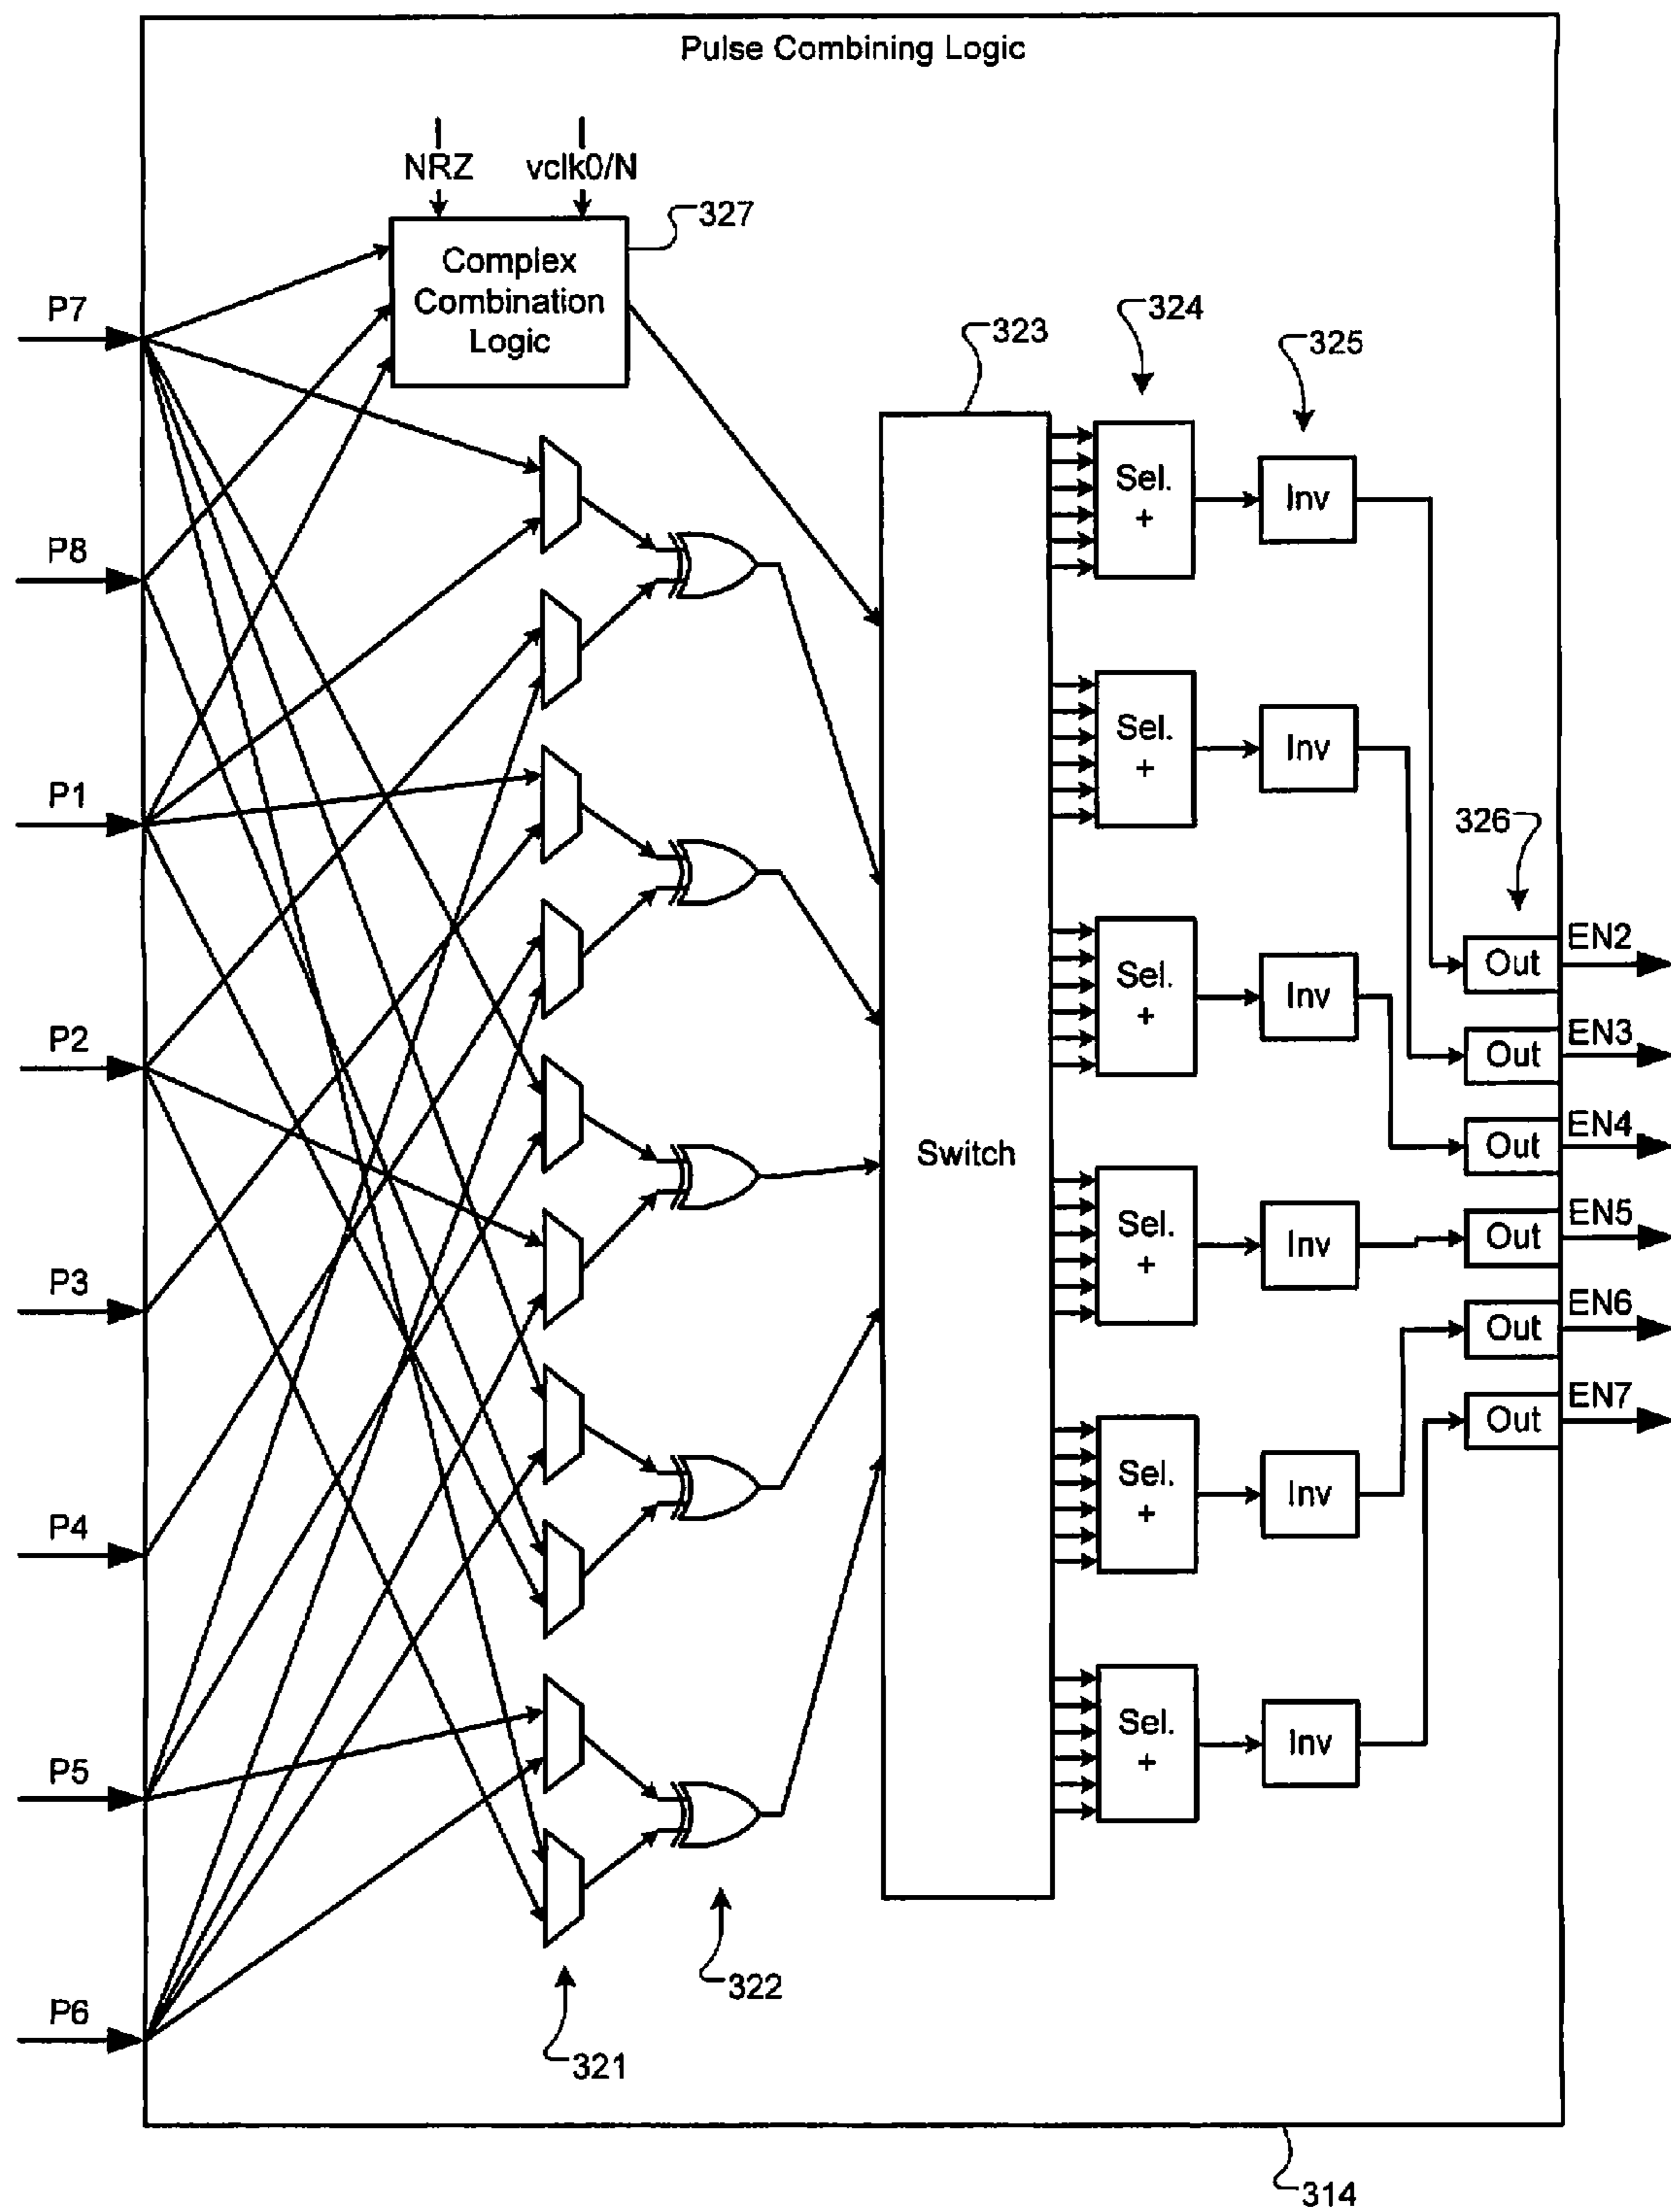 Pulse Combining Logic
NRZ
vclk0/N
327
Complex
Combination
Logic
P7
P8
P1
P2
P3
P4
P5
P6
323
324
325
326
Switch
Sel.
+
Inv
Sel.
+
Inv
Sel.
+
Inv
Sel.
+
Inv
Sel.
+
Inv
Sel.
+
Inv
Out
EN2
Out
EN3
Out
EN4
Out
EN5
Out
EN6
Out
EN7
322
321
314